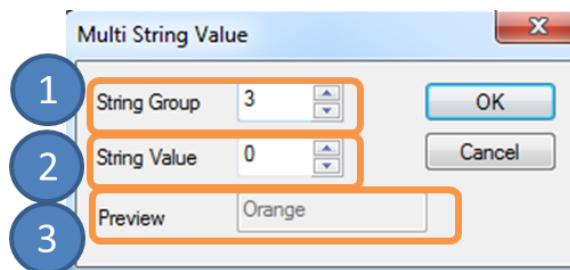 Multi String Value
1 String Group 3 OK
2 String Value 0 Cancel
3 Preview Orange